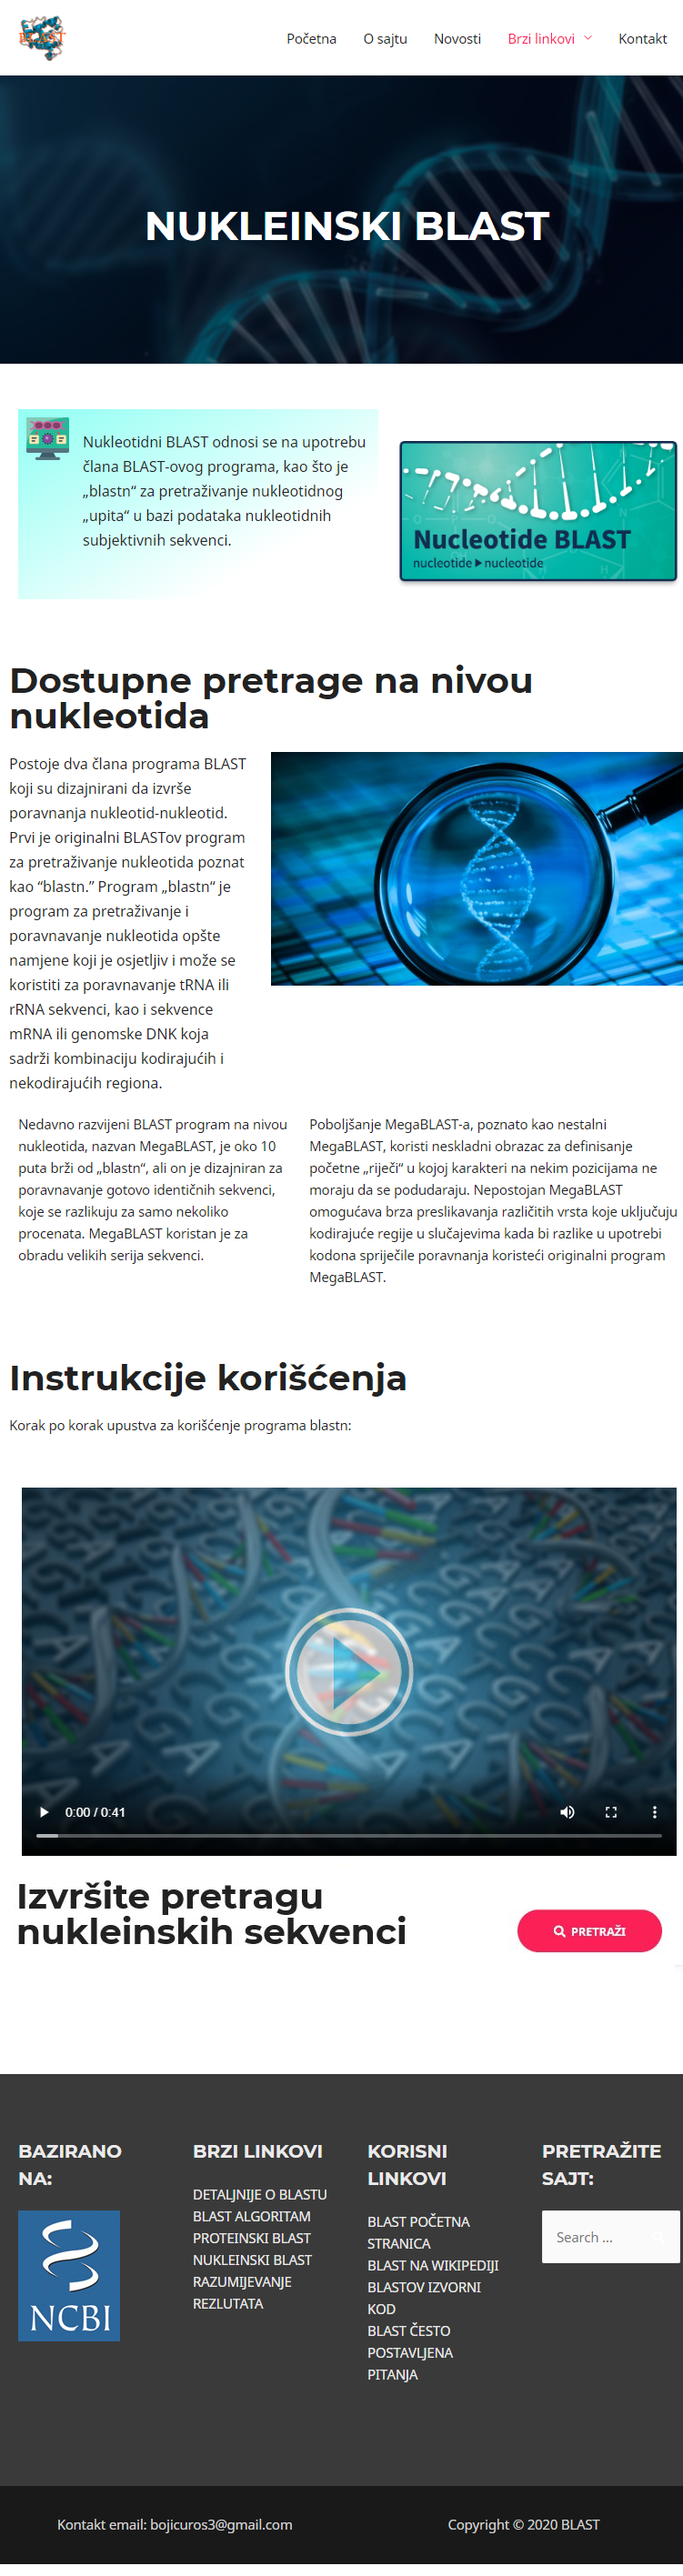 BLAST
Početna O sajtu Novosti Brzi linkovi Kontakt
NUKLEINSKI BLAST
Nukleotidni BLAST odnosi se na upotrebu
člana BLAST-ovog programa, kao što je
„blastn“ za pretraživanje nukleotidnog
„upita“ u bazi podataka nukleotidnih
subjektivnih sekvenci.
Nucleotide BLAST
nucleotide ▶ nucleotide
Dostupne pretrage na nivou
nukleotida
Postoje dva člana programa BLAST
koji su dizajnirani da izvrše
poravnanja nukleotid-nukleotid.
Prvi je originalni BLASTov program
za pretraživanje nukleotida poznat
kao “blastn.” Program „blastn“ je
program za pretraživanje i
poravnavanje nukleotida opšte
namjene koji je osjetljiv i može se
koristiti za poravnavanje tRNA ili
rRNA sekvenci, kao i sekvence
mRNA ili genomske DNK koja
sadrži kombinaciju kodirajućih i
nekodirajućih regiona.
Nedavno razvijeni BLAST program na nivou
nukleotida, nazvan MegaBLAST, je oko 10
puta brži od „blastn“, ali on je dizajniran za
poravnavanje gotovo identičnih sekvenci,
koje se razlikuju za samo nekoliko
procenata. MegaBLAST koristan je za
obradu velikih serija sekvenci.
Poboljšanje MegaBLAST-a, poznato kao nestalni
MegaBLAST, koristi neskladni obrazac za definisanje
početne „riječi“ u kojoj karakteri na nekim pozicijama ne
moraju da se podudaraju. Nepostojan MegaBLAST
omogućava brza preslikavanja različitih vrsta koje uključuju
kodirajuće regije u slučajevima kada bi razlike u upotrebi
kodona spriječile poravnanja koristeći originalni program
MegaBLAST.
Instrukcije korišćenja
Korak po korak upustva za korišćenje programa blastn:
0:00 / 0:41
Izvršite pretragu
nukleinskih sekvenci
PRETRAŽI
BAZIRANO
NA:
NCBI
BRZI LINKOVI
DETALJNIJE O BLASTU
BLAST ALGORITAM
PROTEINSKI BLAST
NUKLEINSKI BLAST
RAZUMIJEVANJE
REZLUTATA
KORISNI
LINKOVI
BLAST POČETNA
STRANICA
BLAST NA WIKIPEDIJI
BLASTOV IZVORNI
KOD
BLAST ČESTO
POSTAVLJENA
PITANJA
PRETRAŽITE
SAJT:
Search ...
Kontakt email: bojicuros3@gmail.com
Copyright © 2020 BLAST